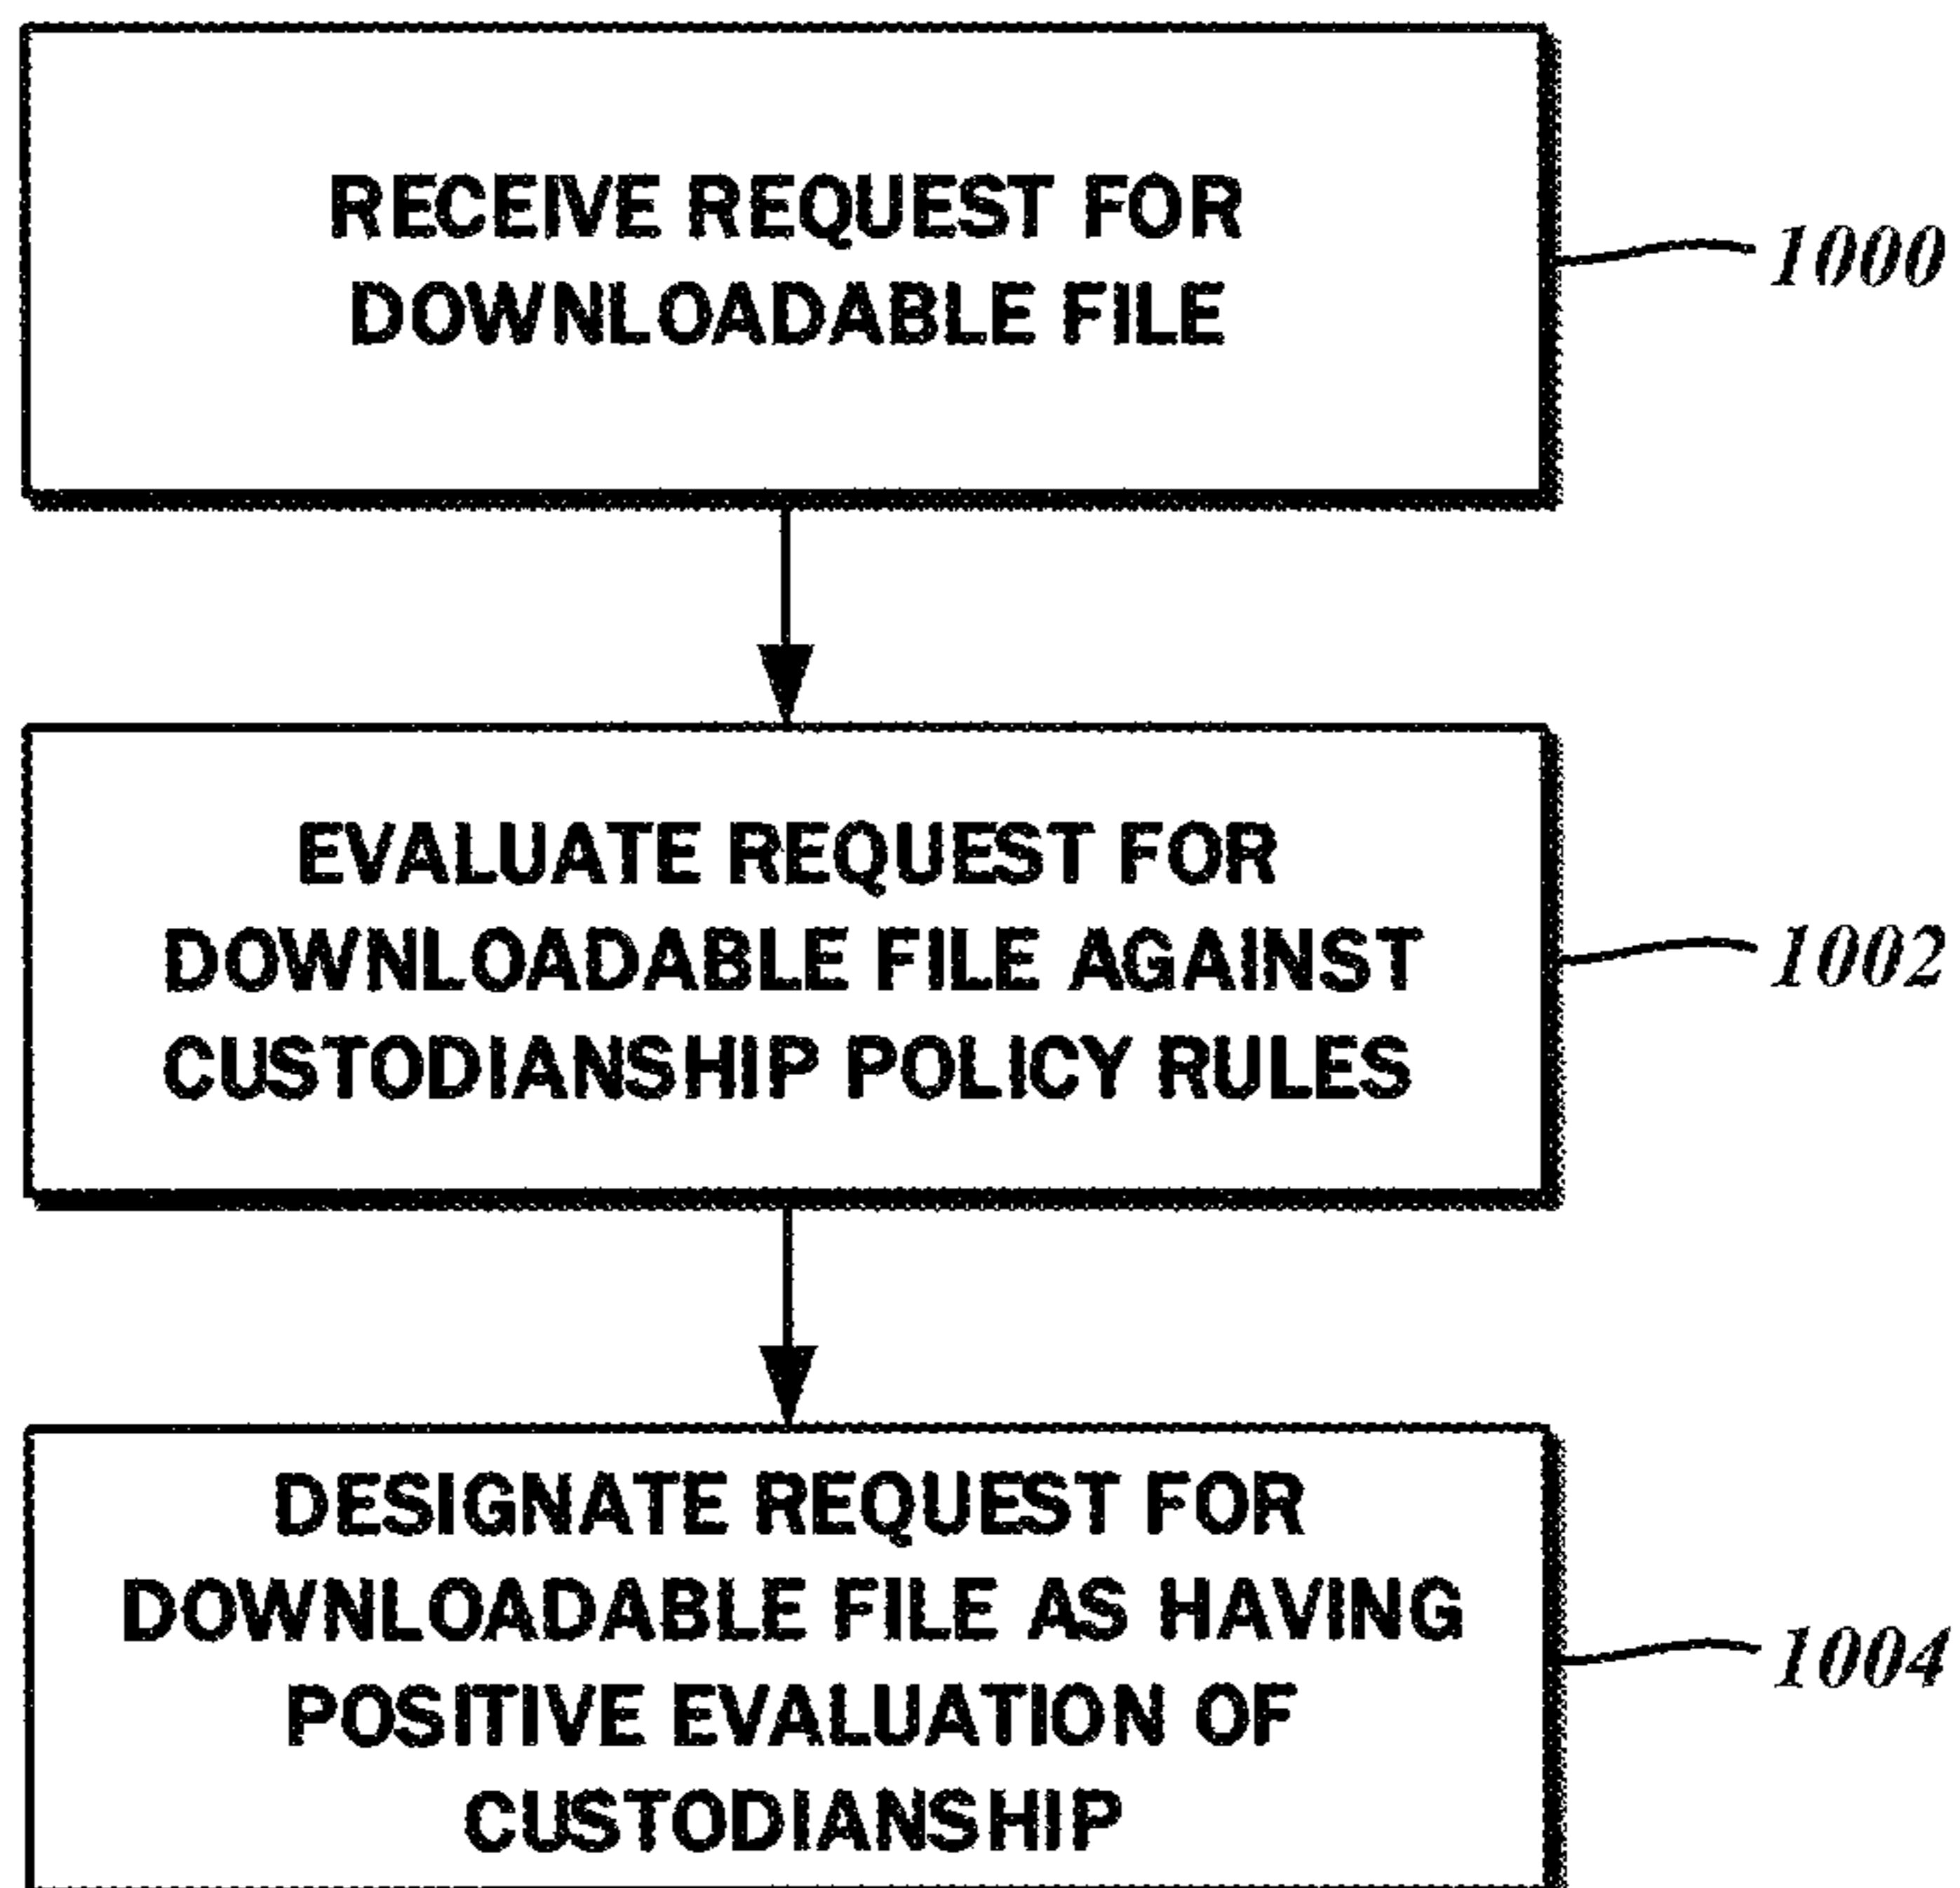 RECEIVE REQUEST FOR
DOWNLOADABLE FILE
1000
EVALUATE REQUEST FOR
DOWNLOADABLE FILE AGAINST
CUSTODIANSHIP POLICY RULES
1002
DESIGNATE REQUEST FOR
DOWNLOADABLE FILE AS HAVING
POSITIVE EVALUATION OF
CUSTODIANSHIP
1004